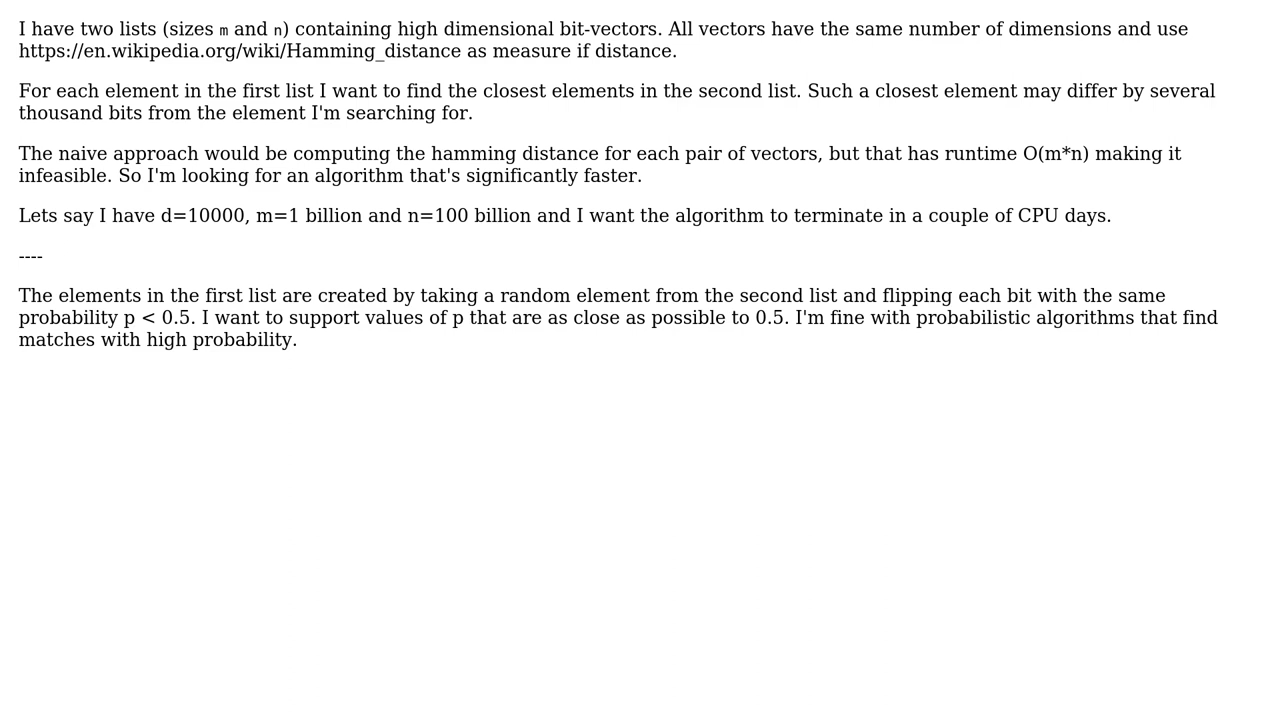 I have two lists (sizes m and n) containing high dimensional bit-vectors. All vectors have the same number of dimensions and use
https://en.wikipedia.org/wiki/Hamming_distance as measure if distance.
For each element in the first list I want to find the closest elements in the second list. Such a closest element may differ by several
thousand bits from the element I'm searching for.
The naive approach would be computing the hamming distance for each pair of vectors, but that has runtime O(m*n) making it
infeasible. So I'm looking for an algorithm that's significantly faster.
Lets say I have d=10000, m=1 billion and n=100 billion and I want the algorithm to terminate in a couple of CPU days.
----
The elements in the first list are created by taking a random element from the second list and flipping each bit with the same
probability p < 0.5. I want to support values of p that are as close as possible to 0.5. I'm fine with probabilistic algorithms that find
matches with high probability.